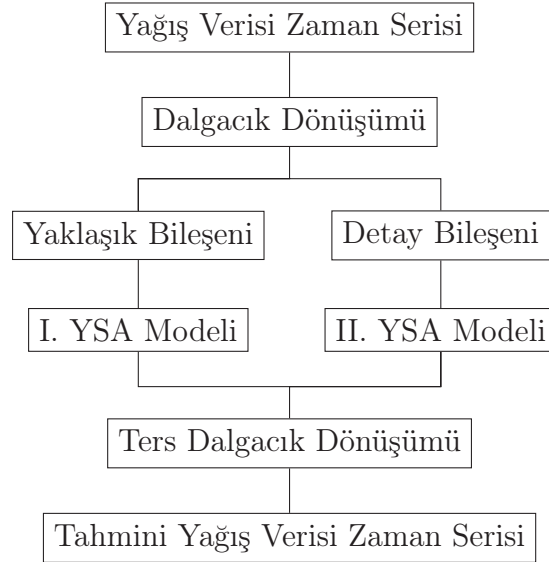 Yağış Verisi Zaman Serisi
Dalgacık Dönüşümü
Yaklaşık Bileşeni
Detay Bileşeni
I. YSA Modeli
II. YSA Modeli
Ters Dalgacık Dönüşümü
Tahmini Yağış Verisi Zaman Serisi